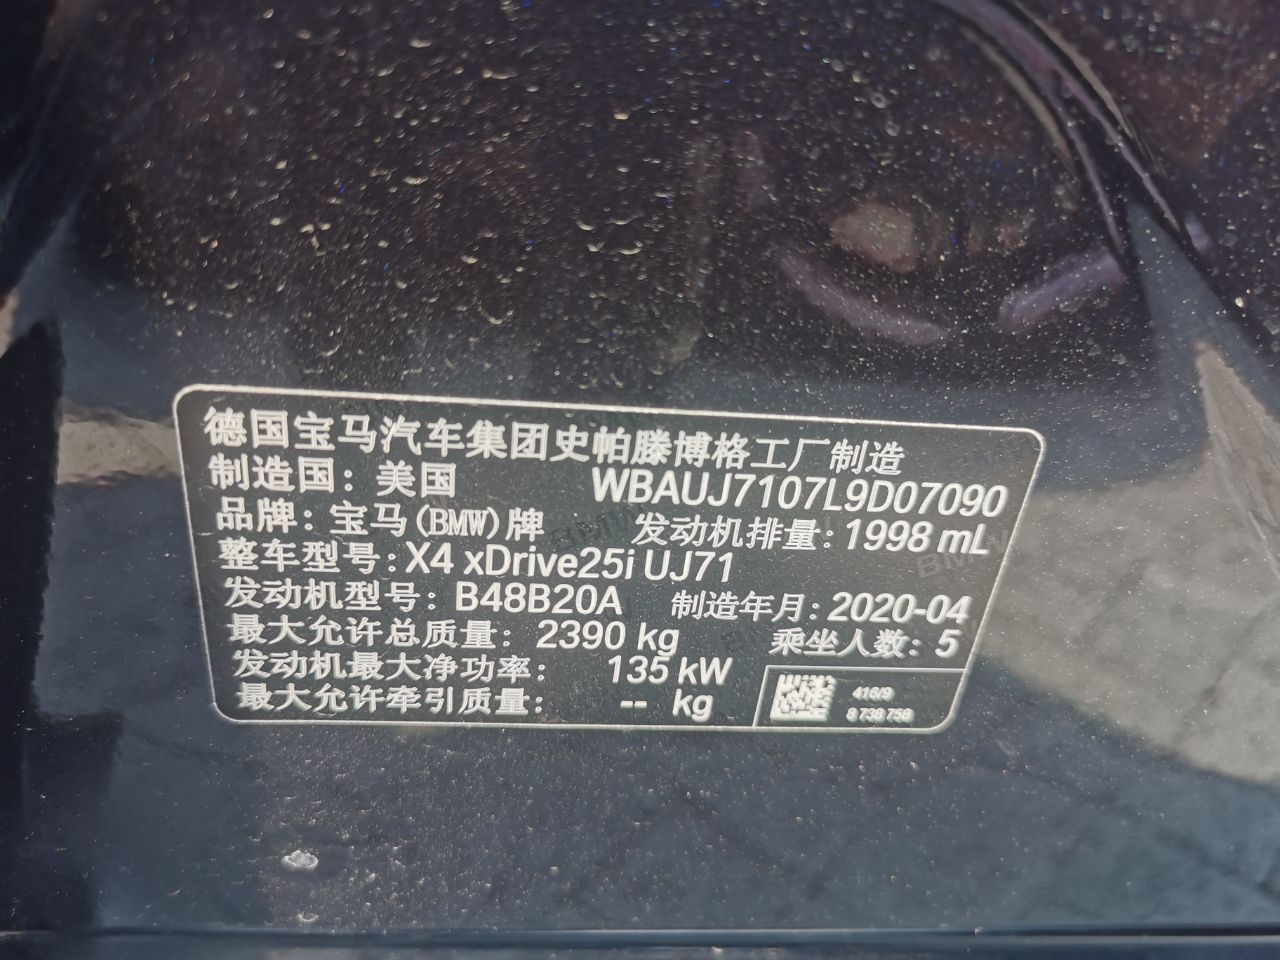 德国宝马汽车集团史帕滕博格工厂制造
制造国：美国 WBAUJ7107L9D07090
品牌：宝马(BMW)牌 发动机排量：1998 mL
整车型号：X4 xDrive25i UJ71
发动机型号：B48B20A 制造年月：2020-04
最大允许总质量：2390 kg 乘坐人数：5
发动机最大净功率：135 kW
最大允许牵引质量：-- kg
416/9
8 739 759